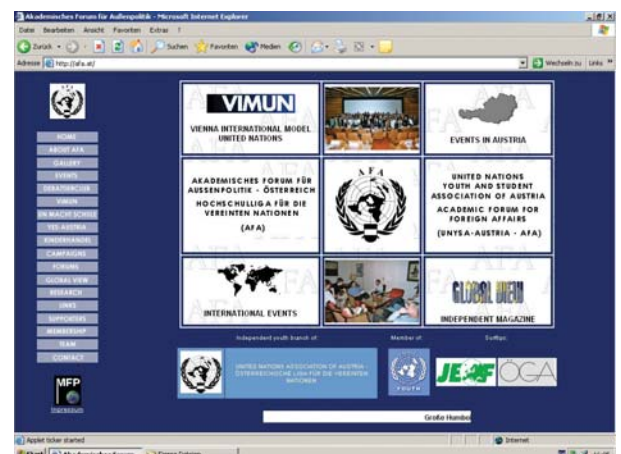 Akademisches Forum für Außenpolitik - Microsoft Internet Explorer
Datei Bearbeiten Ansicht Favoriten Extras ?
Zurück Suchen Favoriten Medien
Adresse http://afa.at/ Wechseln zu Links
HOME
ABOUT AFA
GALLERY
EVENTS
DEBATTIERCLUB
VIMUN
UN MACHT SCHULE
YES AUSTRIA
KINDERHANDEL
CAMPAIGNS
FORUMS
GLOBAL VIEW
RESEARCH
LINKS
SUPPORTERS
MEMBERSHIP
TEAM
CONTACT
MFP
Impressum
VIMUN
VIENNA INTERNATIONAL MODEL
UNITED NATIONS
EVENTS IN AUSTRIA
AKADEMISCHES FORUM FÜR
AUSSENPOLITIK - ÖSTERREICH
HOCHSCHULLIGA FÜR DIE
VEREINTEN NATIONEN
(AFA)
AFA
UNITED NATIONS
YOUTH AND STUDENT
ASSOCIATION OF AUSTRIA
ACADEMIC FORUM FOR
FOREIGN AFFAIRS
(UNYSA-AUSTRIA - AFA)
INTERNATIONAL EVENTS
GLOBAL VIEW
INDEPENDENT MAGAZINE
Independent youth branch of: Member of: Surftips:
UNITED NATIONS ASSOCIATION OF AUSTRIA -
ÖSTERREICHISCHE LIGA FÜR DIE VEREINTEN
NATIONEN
YOUTH
JEF
ÖGA
Große Humboi
Applet ticker started Internet